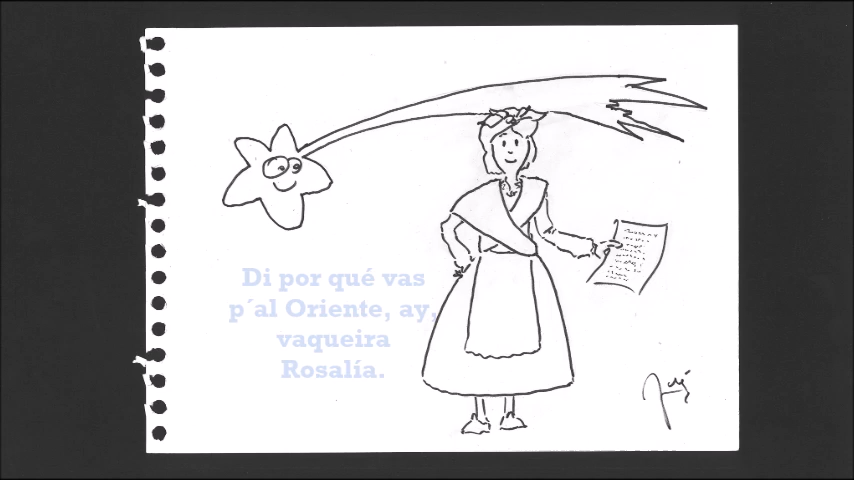 Di por qué vas
p´al Oriente, ay,
vaqueira
Rosalía.